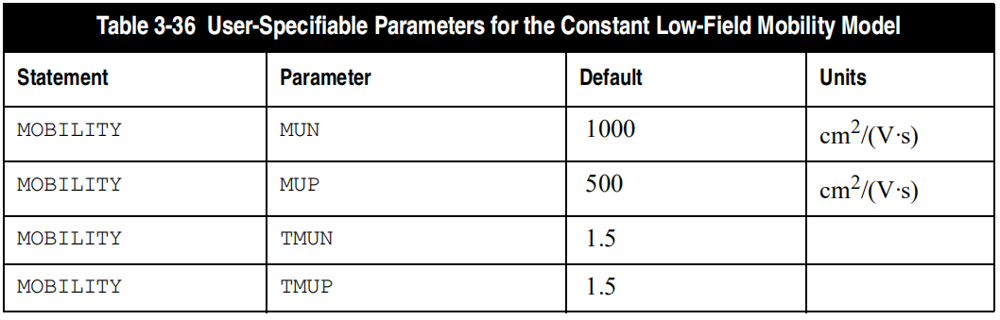 Table 3-36 User-Specifiable Parameters for the Constant Low-Field Mobility Model
Statement Parameter Default Units
MOBILITY MUN 1000 cm²/(V·s)
MOBILITY MUP 500 cm²/(V·s)
MOBILITY TMUN 1.5
MOBILITY TMUP 1.5